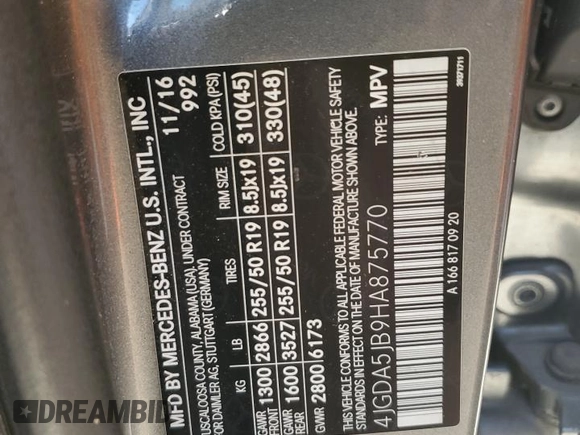 MFD BY MERCEDES-BENZ U.S. INTL., INC
11/16
992
TUSCALOOSA COUNTY, ALABAMA (USA), UNDER CONTRACT
FOR DAIMLER AG, STUTTGART (GERMANY)
KG LB TIRES RIM SIZE COLD KPA (PSI)
GAWR FRONT 1300 2866 255/50 R19 8.5Jx19 310(45)
GAWR REAR 1600 3527 255/50 R19 8.5Jx19 330(48)
GVWR 2800 6173
THIS VEHICLE CONFORMS TO ALL APPLICABLE FEDERAL MOTOR VEHICLE SAFETY
STANDARDS IN EFFECT ON THE DATE OF MANUFACTURE SHOWN ABOVE.
4JGDA5JB9HA875770
TYPE: MPV
A 166 817 09 20
DREAMBID